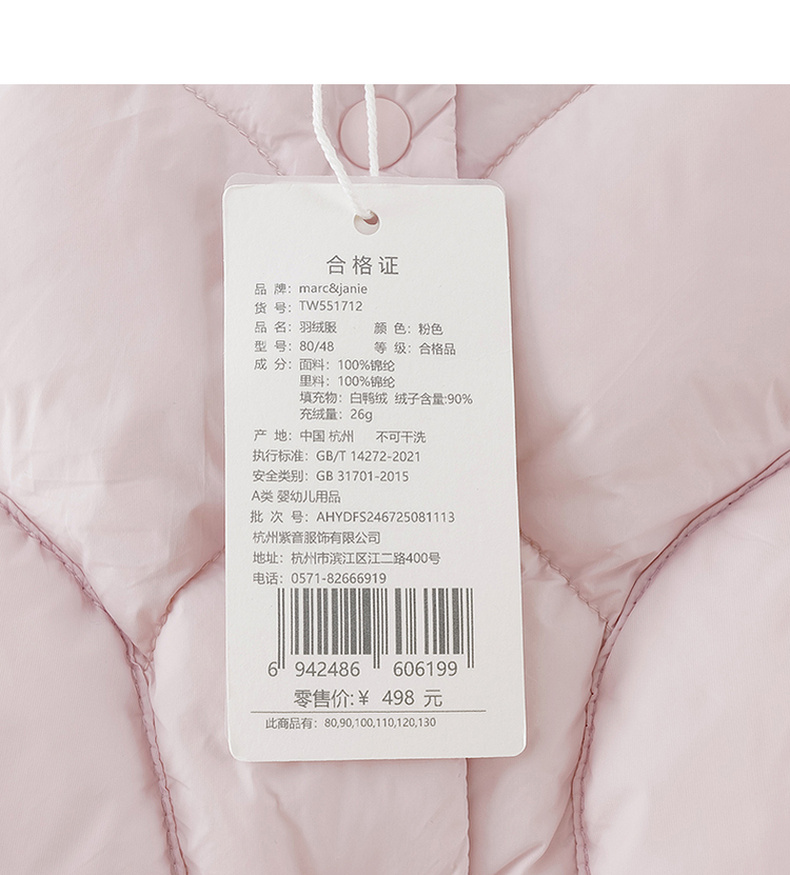 合格证
品 牌: marc&janie
货 号: TW551712
品 名: 羽绒服 颜 色: 粉色
型 号: 80/48 等 级: 合格品
成 分: 面料: 100%锦纶
里料: 100%锦纶
填充物: 白鸭绒 绒子含量:90%
充绒量: 26g
产 地: 中国 杭州 不可干洗
执行标准: GB/T 14272-2021
安全类别: GB 31701-2015
A类 婴幼儿用品
批 次 号: AHYDFS246725081113
杭州紫音服饰有限公司
地址: 杭州市滨江区江二路400号
电话: 0571-82666919
6 942486 606199
零售价:¥ 498 元
此商品有: 80,90,100,110,120,130